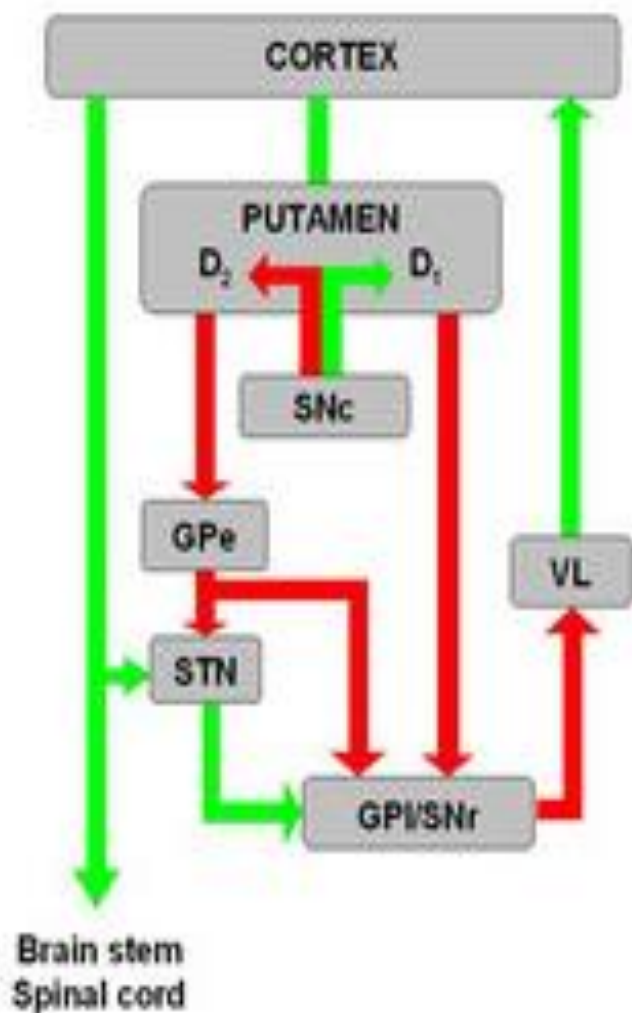 CORTEX
PUTAMEN
D₂ D₁
SNc
GPe
VL
STN
GPI/SNr
Brain stem
Spinal cord